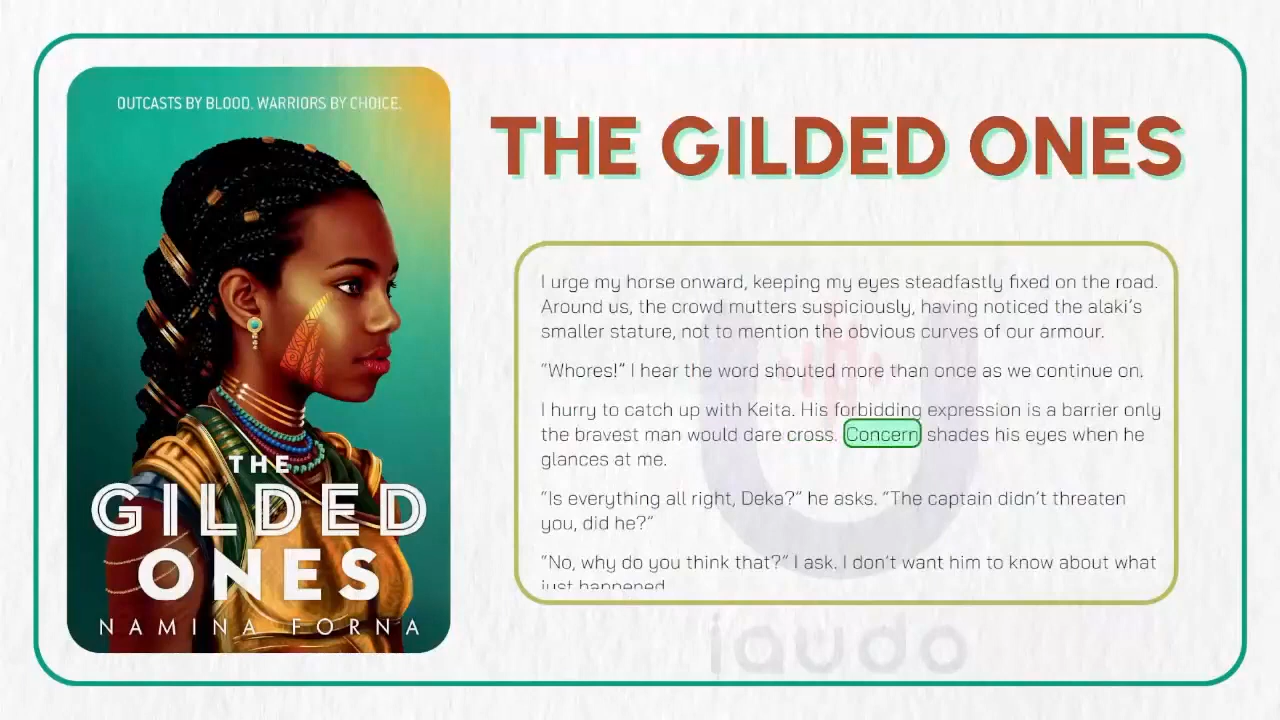 OUTCASTS BY BLOOD. WARRIORS BY CHOICE.
THE
GILDED
ONES
NAMINA FORNA
THE GILDED ONES
I urge my horse onward, keeping my eyes steadfastly fixed on the road.
Around us, the crowd mutters suspiciously, having noticed the alaki’s
smaller stature, not to mention the obvious curves of our armour.
“Whores!” I hear the word shouted more than once as we continue on.
I hurry to catch up with Keita. His forbidding expression is a barrier only
the bravest man would dare cross. Concern shades his eyes when he
glances at me.
“Is everything all right, Deka?” he asks. “The captain didn’t threaten
you, did he?”
“No, why do you think that?” I ask. I don’t want him to know about what
just happened
iaudo